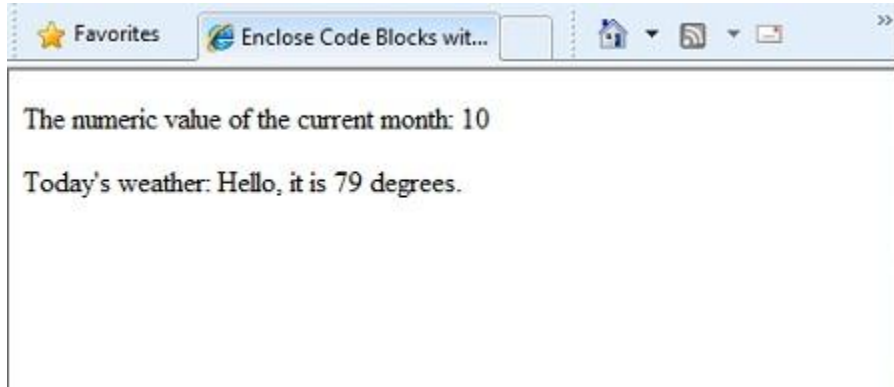 Favorites
Enclose Code Blocks wit...
The numeric value of the current month: 10
Today's weather: Hello, it is 79 degrees.